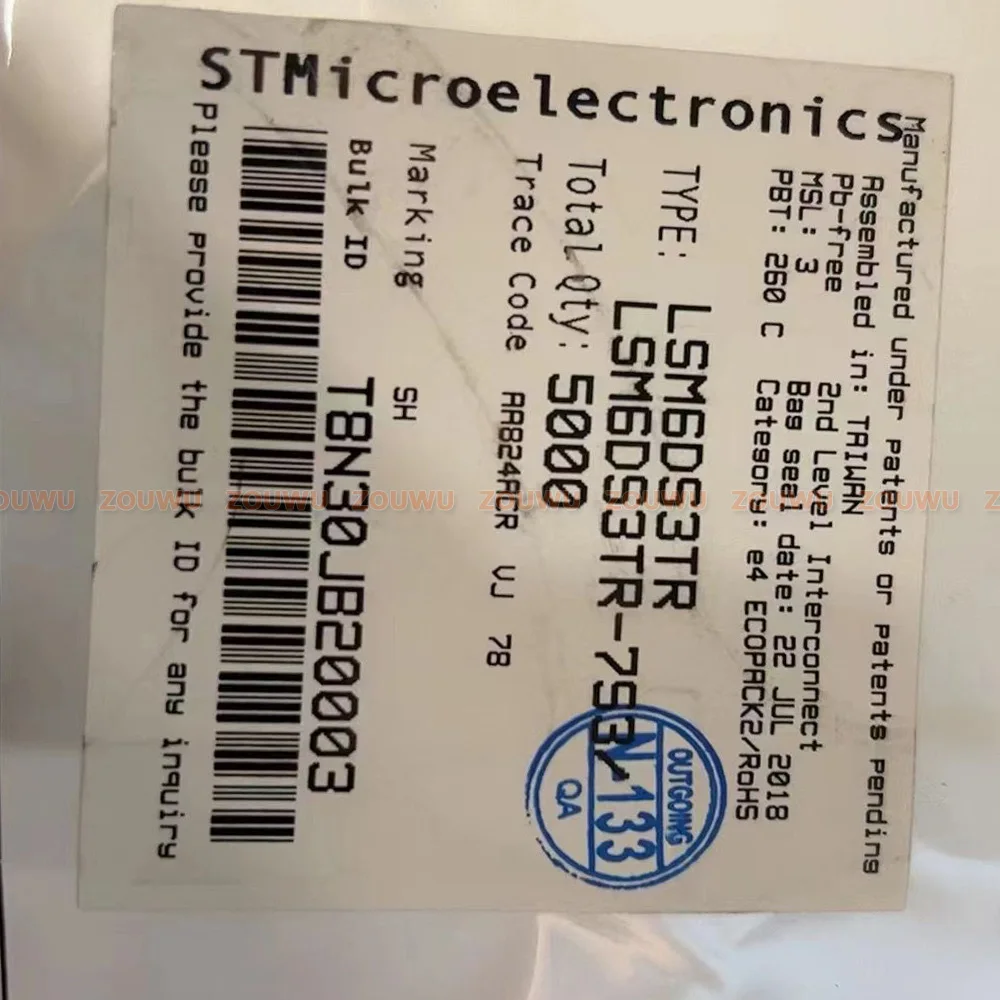 STMicroelectronics
Manufactured under patents or patents pending
Assembled in: TAIWAN
Pb-free 2nd Level Interconnect
MSL: 3 Bag seal date: 22 JUL 2018
PBT: 260 C Category: e4 ECOPACK2/RoHS
TYPE: LSM6DS3TR
LSM6DS3TR-793/
Total Qty: 5000
Trace Code AA824ACR VJ 78
Marking SH
Bulk ID T8N30JB20003
Please provide the bulk ID for any inquiry
OUTGOING
N-133
QA
OUWU ZOUWU ZOUWU ZOUWU ZOUWU ZOUWU ZOUWU ZOUWU